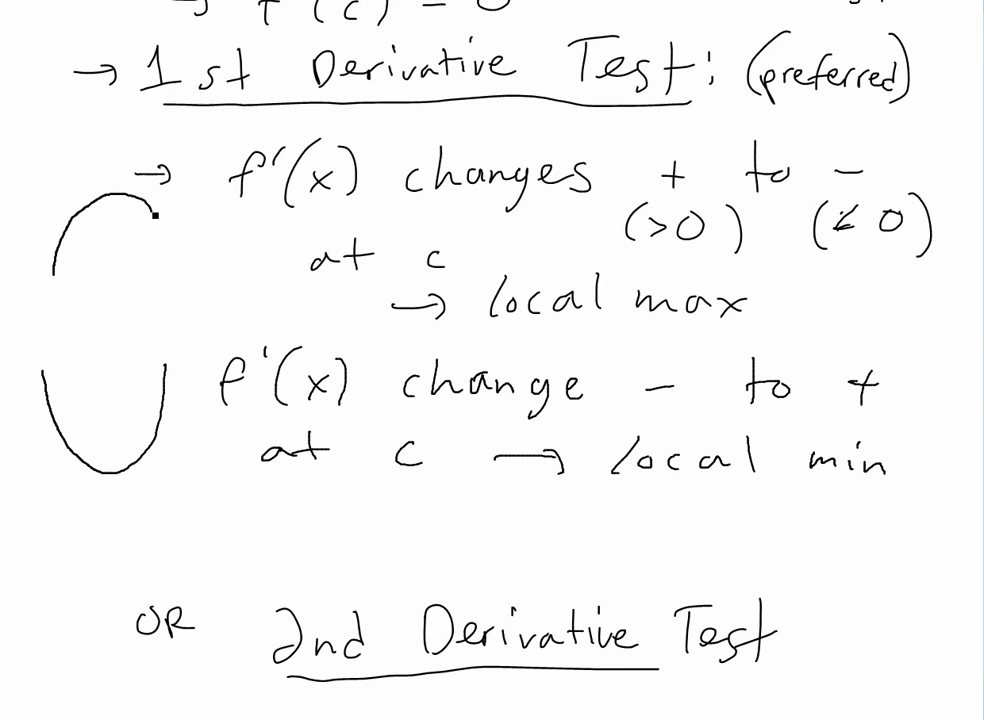 → f'(c) = 0
→ 1st Derivative Test: (preferred)
→ f'(x) changes + to -
(>0) (< 0)
at c
→ local max
f'(x) change - to +
at c → local min
OR 2nd Derivative Test